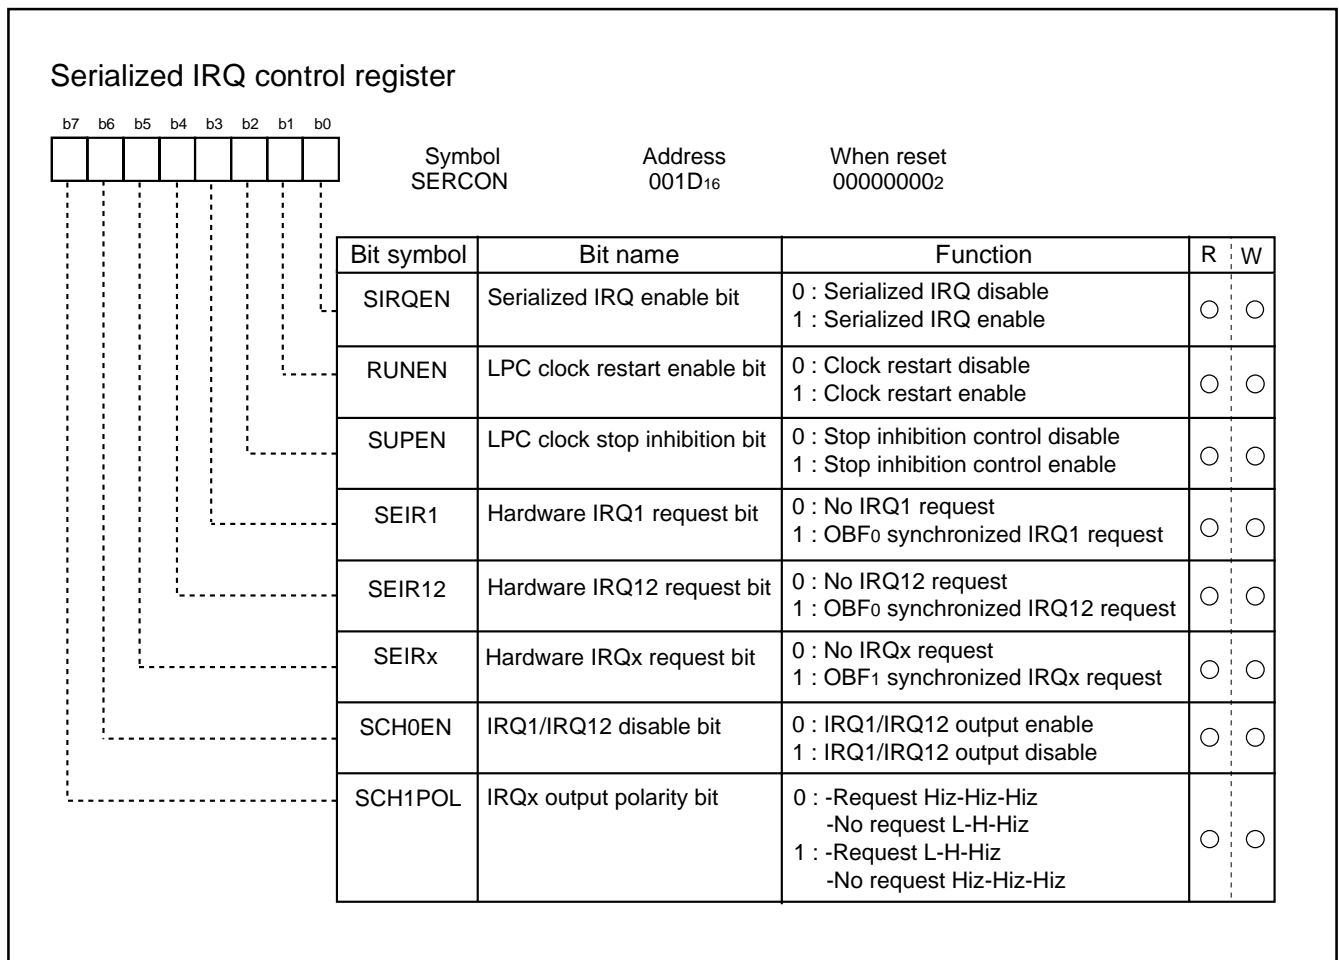 Serialized IRQ control register
b7 b6 b5 b4 b3 b2 b1 b0
Symbol Address When reset
SERCON 001D16 000000002
Bit symbol Bit name Function R W
SIRQEN Serialized IRQ enable bit 0 : Serialized IRQ disable
1 : Serialized IRQ enable
RUNEN LPC clock restart enable bit 0 : Clock restart disable
1 : Clock restart enable
SUPEN LPC clock stop inhibition bit 0 : Stop inhibition control disable
1 : Stop inhibition control enable
SEIR1 Hardware IRQ1 request bit 0 : No IRQ1 request
1 : OBF0 synchronized IRQ1 request
SEIR12 Hardware IRQ12 request bit 0 : No IRQ12 request
1 : OBF0 synchronized IRQ12 request
SEIRx Hardware IRQx request bit 0 : No IRQx request
1 : OBF1 synchronized IRQx request
SCH0EN IRQ1/IRQ12 disable bit 0 : IRQ1/IRQ12 output enable
1 : IRQ1/IRQ12 output disable
SCH1POL IRQx output polarity bit 0 : -Request Hiz-Hiz-Hiz
-No request L-H-Hiz
1 : -Request L-H-Hiz
-No request Hiz-Hiz-Hiz